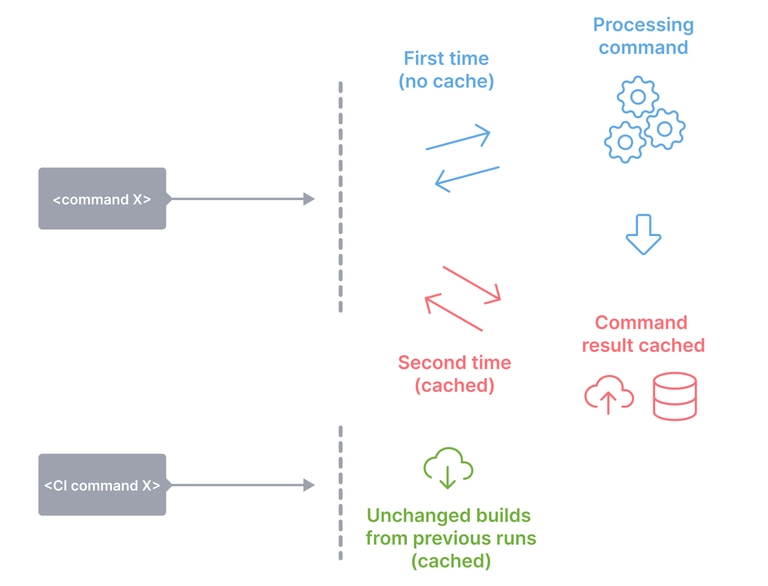 Processing
command
First time
(no cache)
<command X>
Command
result cached
Second time
(cached)
<CI command X>
Unchanged builds
from previous runs
(cached)